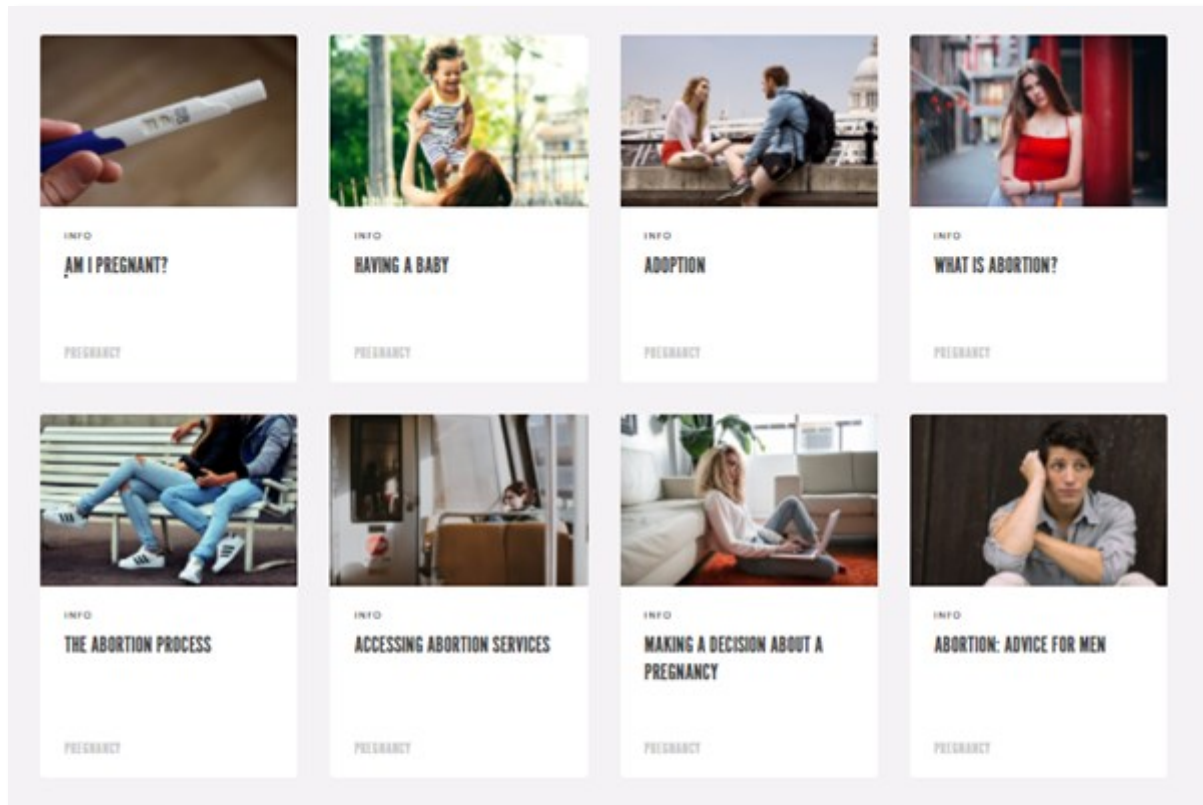 INFO
AM I PREGNANT?
PREGNANCY
INFO
HAVING A BABY
PREGNANCY
INFO
ADOPTION
PREGNANCY
INFO
WHAT IS ABORTION?
PREGNANCY
INFO
THE ABORTION PROCESS
PREGNANCY
INFO
ACCESSING ABORTION SERVICES
PREGNANCY
INFO
MAKING A DECISION ABOUT A
PREGNANCY
PREGNANCY
INFO
ABORTION: ADVICE FOR MEN
PREGNANCY